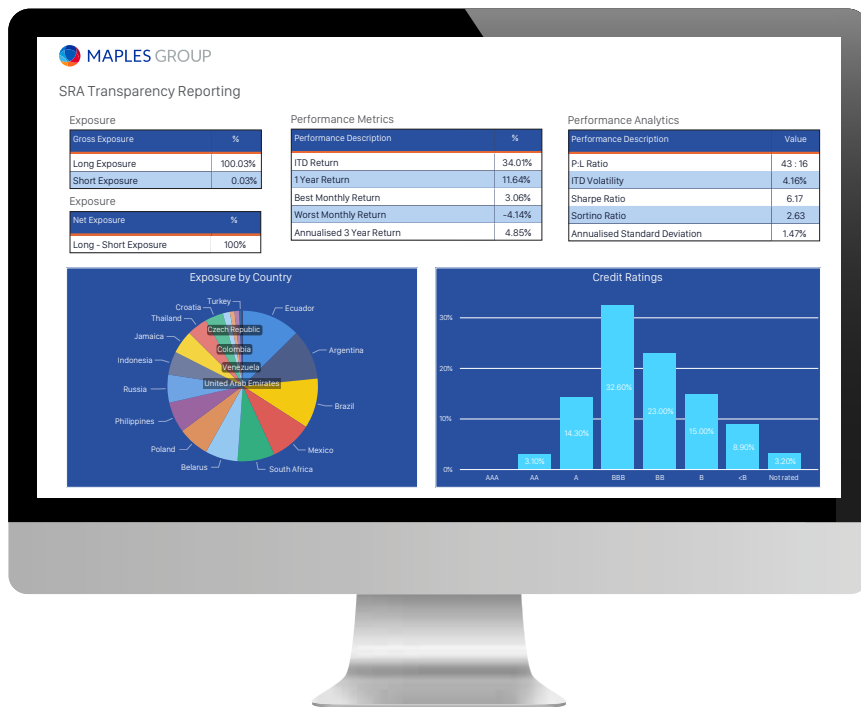 MAPLES GROUP
SRA Transparency Reporting
Exposure
Gross Exposure %
Long Exposure 100.03%
Short Exposure 0.03%
Exposure
Net Exposure %
Long - Short Exposure 100%
Performance Metrics
Performance Description %
ITD Return 34.01%
1 Year Return 11.64%
Best Monthly Return 3.06%
Worst Monthly Return -4.14%
Annualised 3 Year Return 4.85%
Performance Analytics
Performance Description Value
P:L Ratio 43 : 16
ITD Volatility 4.16%
Sharpe Ratio 6.17
Sortino Ratio 2.63
Annualised Standard Deviation 1.47%
Exposure by Country
Turkey
Croatia
Ecuador
Thailand
Czech Republic
Jamaica
Colombia
Argentina
Indonesia
Venezuela
United Arab Emirates
Russia
Brazil
Philippines
Poland
Mexico
Belarus
South Africa
Credit Ratings
30%
20%
10%
0%
3.10%
14.30%
32.60%
23.00%
15.00%
8.90%
3.20%
AAA AA A BBB BB B <B Not rated